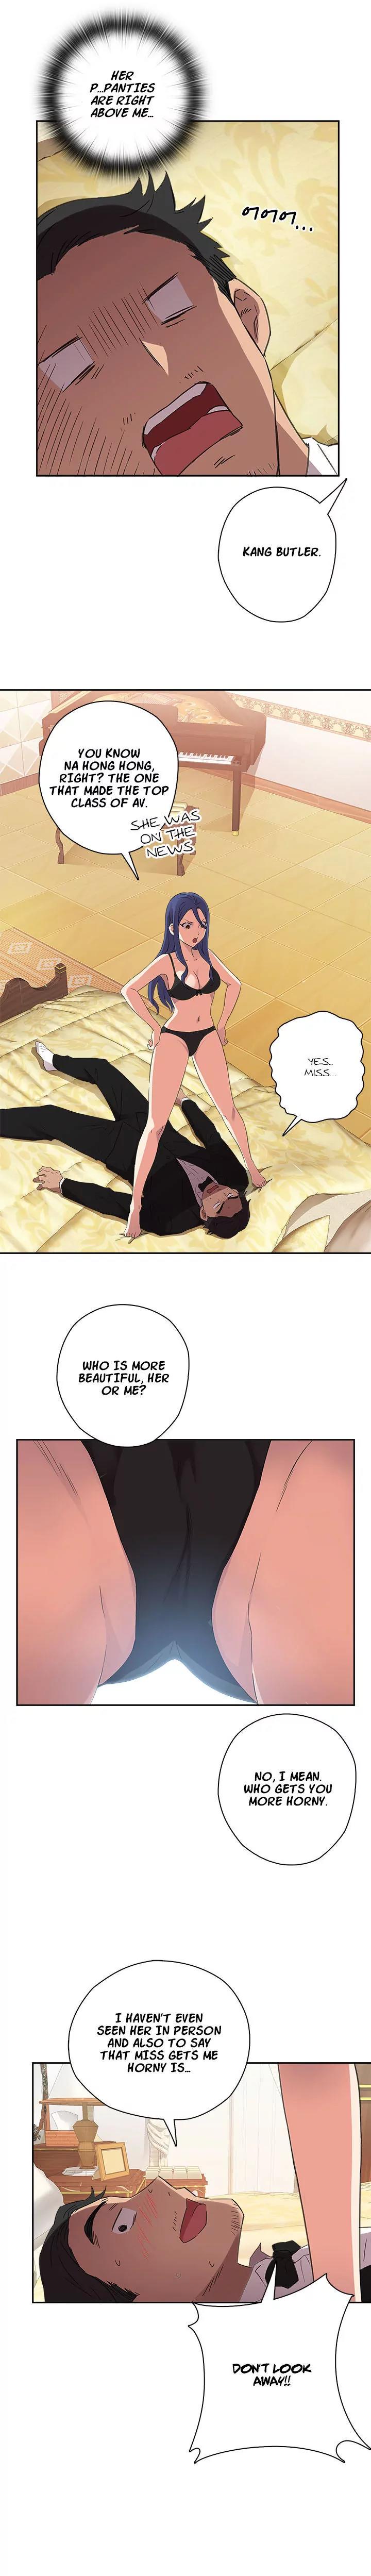 HER
P...PANTIES
ARE RIGHT
ABOVE ME...
어어어...
KANG BUTLER.
YOU KNOW
NA HONG HONG,
RIGHT? THE ONE
THAT MADE THE TOP
CLASS OF AV.
SHE WAS
ON THE
NEWS
YES...
MISS...
WHO IS MORE
BEAUTIFUL, HER
OR ME?
NO, I MEAN.
WHO GETS YOU
MORE HORNY.
I HAVEN'T EVEN
SEEN HER IN PERSON
AND ALSO TO SAY
THAT MISS GETS ME
HORNY IS...
DON'T LOOK
AWAY!!